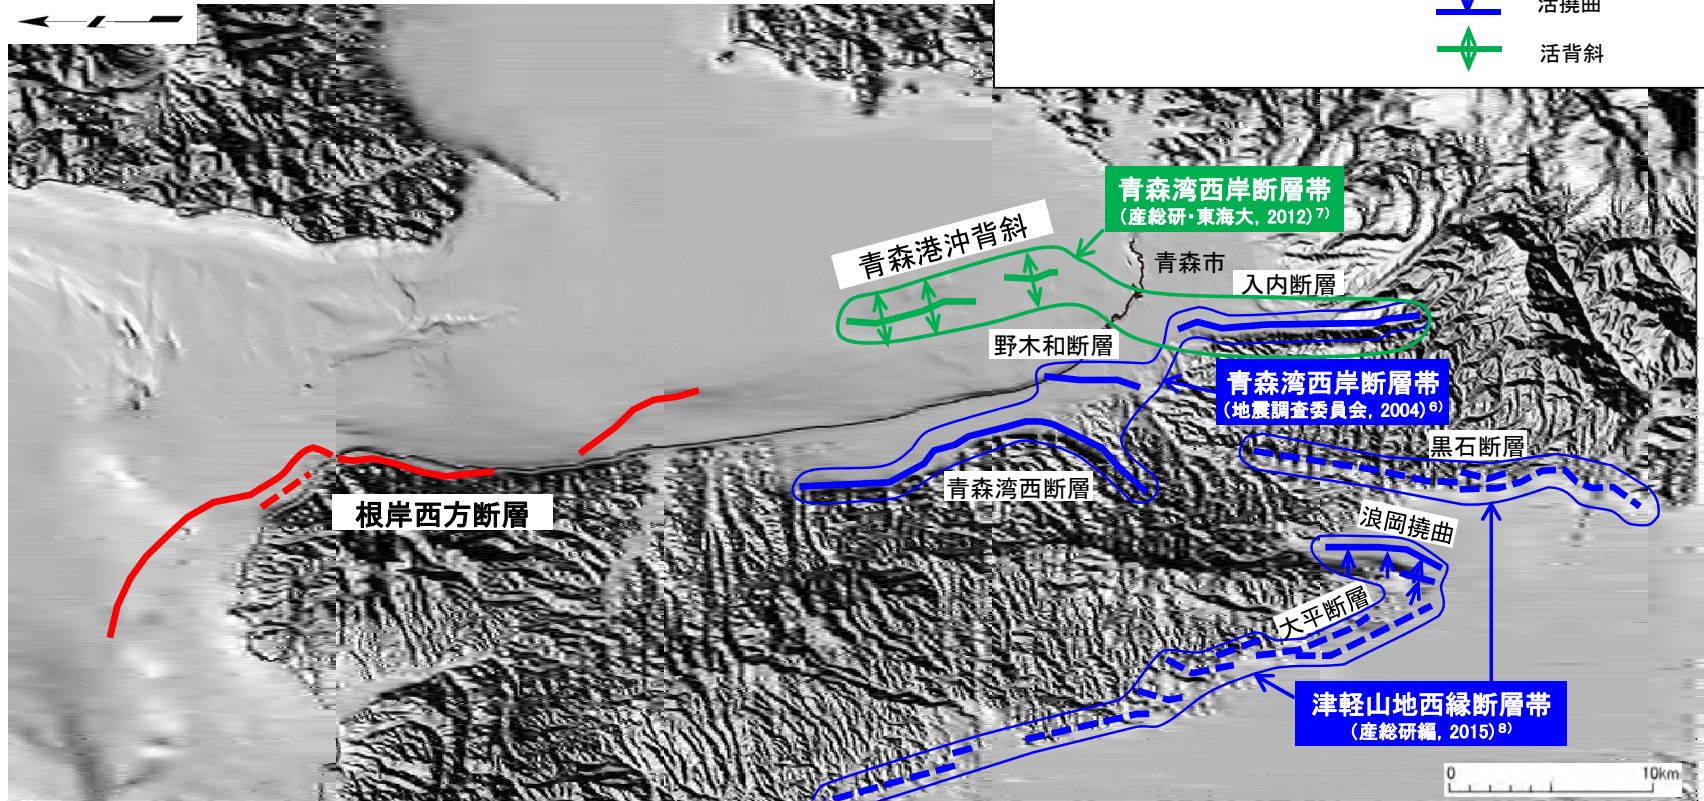 活撓曲
活背斜
青森湾西岸断層帯
(産総研・東海大, 2012)⁷⁾
青森港沖背斜
青森市
入内断層
野木和断層
青森湾西岸断層帯
(地震調査委員会, 2004)⁶⁾
黒石断層
青森湾西断層
根岸西方断層
浪岡撓曲
大平断層
津軽山地西縁断層帯
(産総研編, 2015)⁸⁾
0 10km